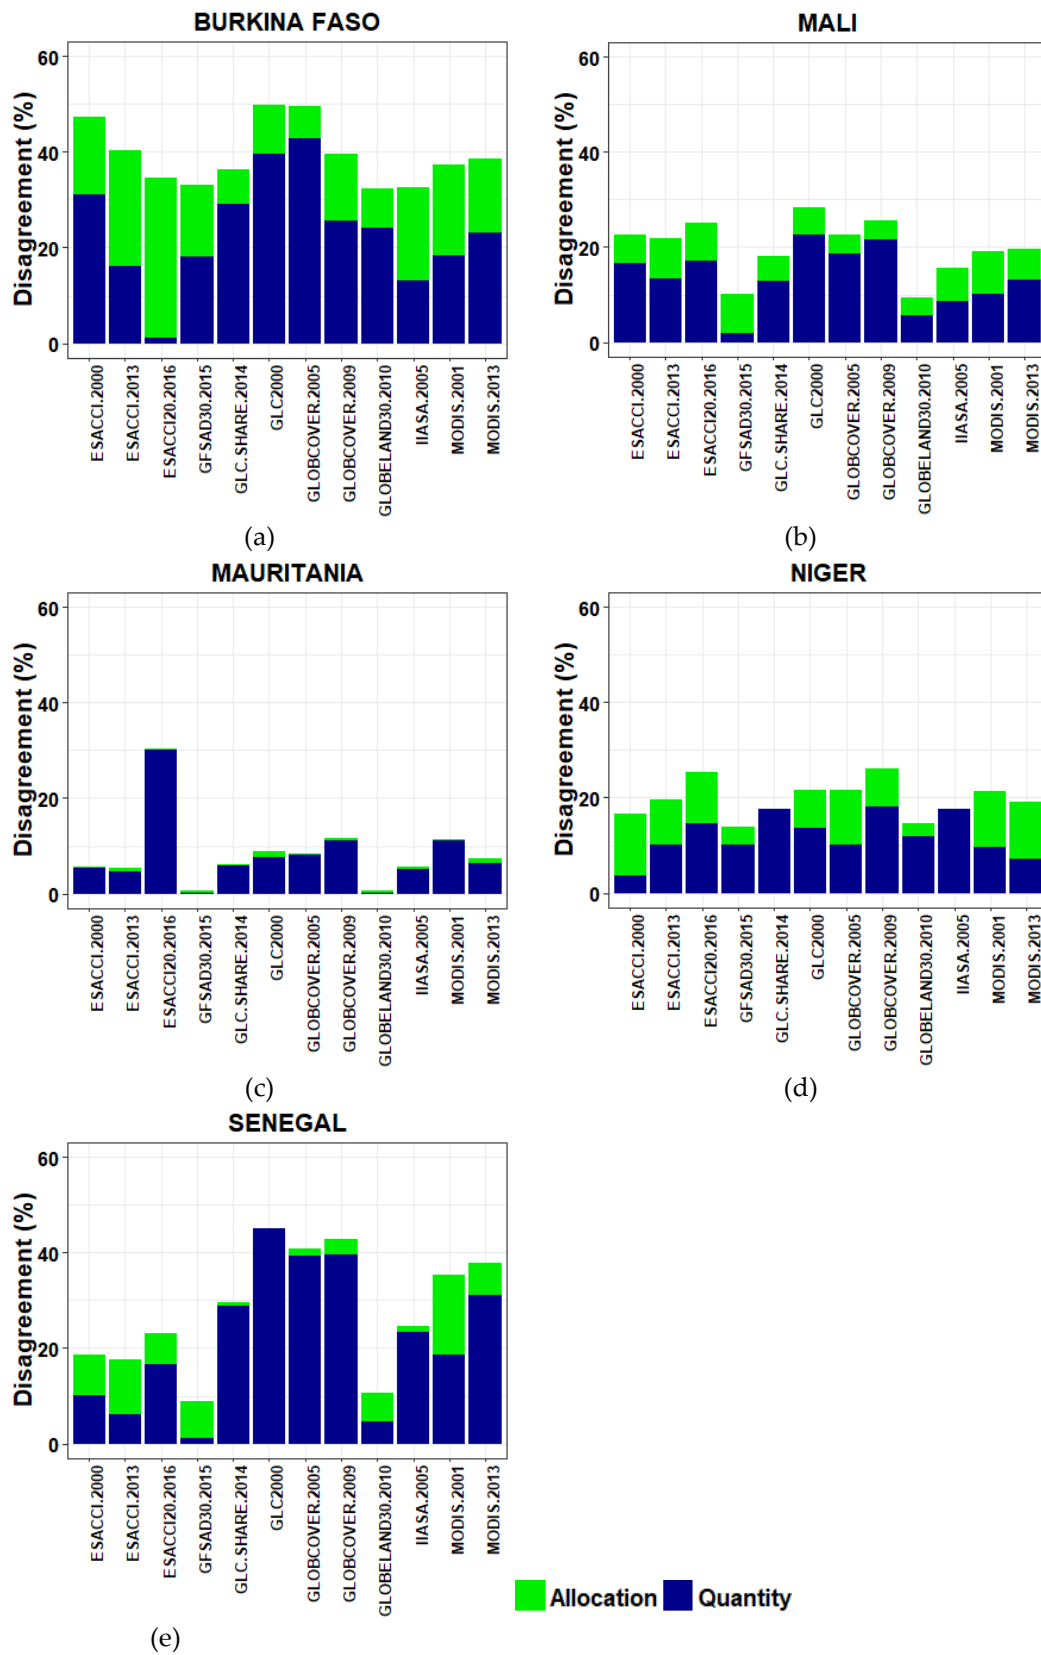 BURKINA FASO
Disagreement (%)
60
40
20
0
ESACCI.2000
ESACCI.2013
ESACCI20.2016
GFSAD30.2015
GLC.SHARE.2014
GLC2000
GLOBCOVER.2005
GLOBCOVER.2009
GLOBELAND30.2010
IIASA.2005
MODIS.2001
MODIS.2013
(a)
MALI
Disagreement (%)
60
40
20
0
ESACCI.2000
ESACCI.2013
ESACCI20.2016
GFSAD30.2015
GLC.SHARE.2014
GLC2000
GLOBCOVER.2005
GLOBCOVER.2009
GLOBELAND30.2010
IIASA.2005
MODIS.2001
MODIS.2013
(b)
MAURITANIA
Disagreement (%)
60
40
20
0
ESACCI.2000
ESACCI.2013
ESACCI20.2016
GFSAD30.2015
GLC.SHARE.2014
GLC2000
GLOBCOVER.2005
GLOBCOVER.2009
GLOBELAND30.2010
IIASA.2005
MODIS.2001
MODIS.2013
(c)
NIGER
Disagreement (%)
60
40
20
0
ESACCI.2000
ESACCI.2013
ESACCI20.2016
GFSAD30.2015
GLC.SHARE.2014
GLC2000
GLOBCOVER.2005
GLOBCOVER.2009
GLOBELAND30.2010
IIASA.2005
MODIS.2001
MODIS.2013
(d)
SENEGAL
Disagreement (%)
60
40
20
0
ESACCI.2000
ESACCI.2013
ESACCI20.2016
GFSAD30.2015
GLC.SHARE.2014
GLC2000
GLOBCOVER.2005
GLOBCOVER.2009
GLOBELAND30.2010
IIASA.2005
MODIS.2001
MODIS.2013
Allocation Quantity
(e)